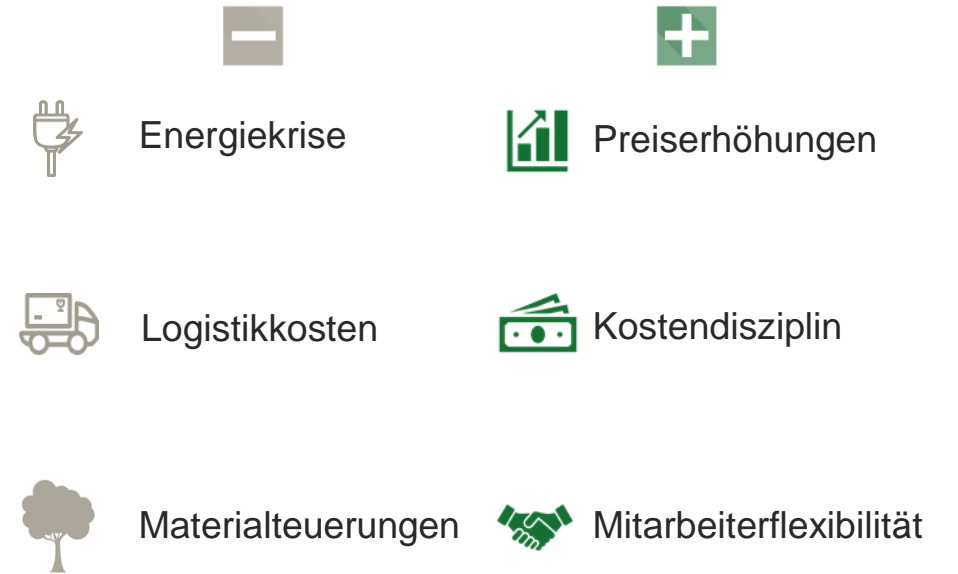 Energiekrise
Preiserhöhungen
Logistikkosten
Kostendisziplin
Materialteuerungen
Mitarbeiterflexibilität